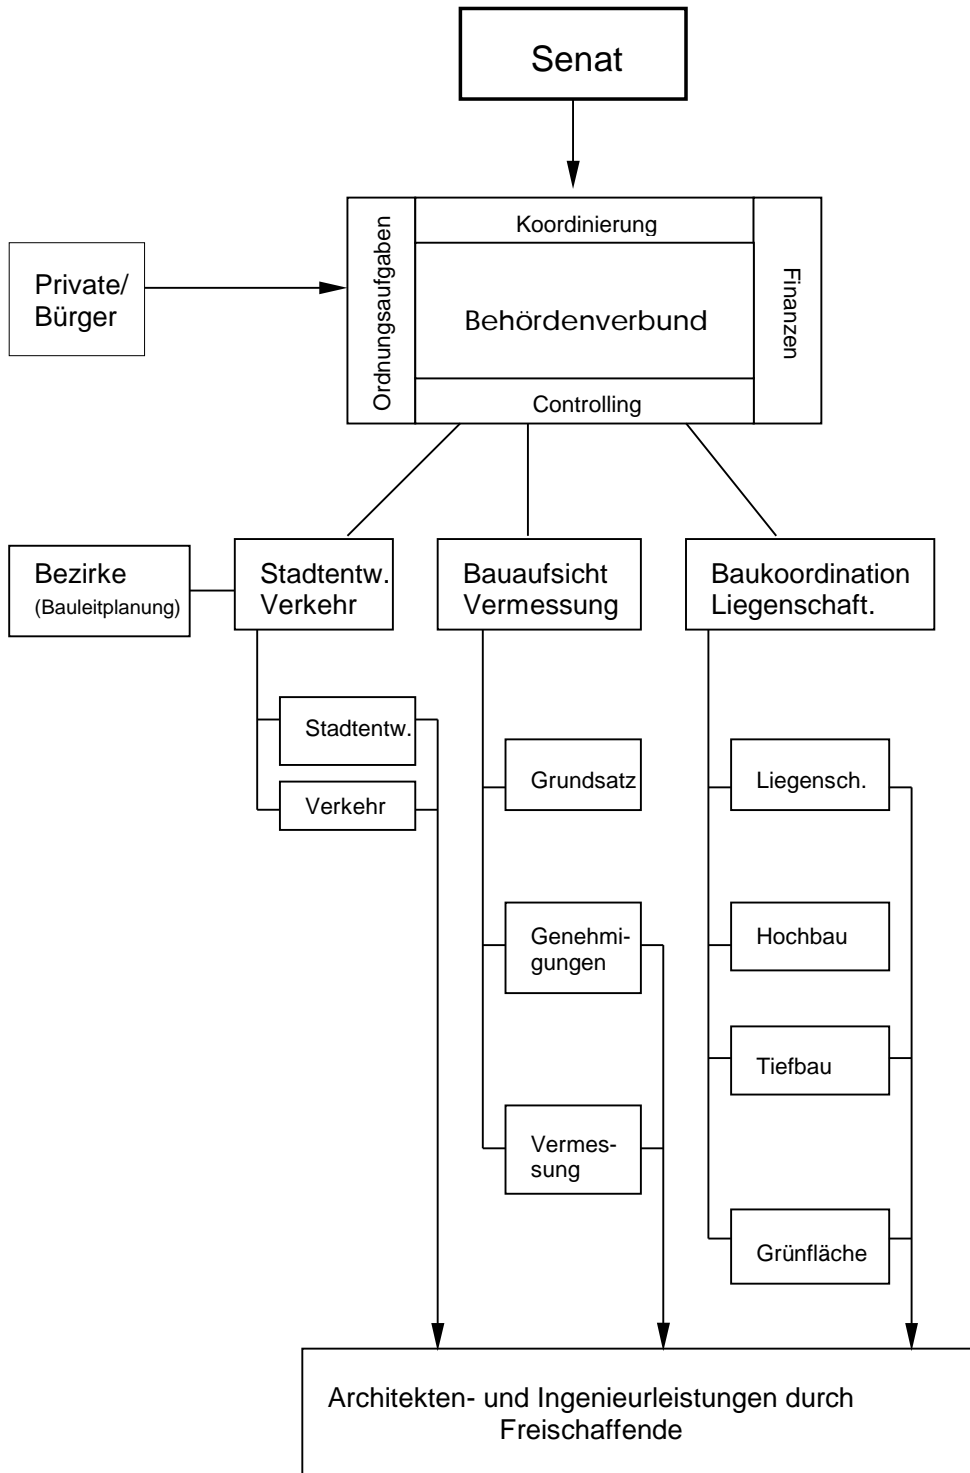 Senat
Koordinierung
Ordnungsaufgaben
Finanzen
Private/
Bürger
Behördenverbund
Controlling
Bezirke
(Bauleitplanung)
Stadtentw.
Verkehr
Bauaufsicht
Vermessung
Baukoordination
Liegenschaft.
Stadtentw.
Verkehr
Grundsatz
Genehmi-
gungen
Vermes-
sung
Liegensch.
Hochbau
Tiefbau
Grünfläche
Architekten- und Ingenieurleistungen durch
Freischaffende